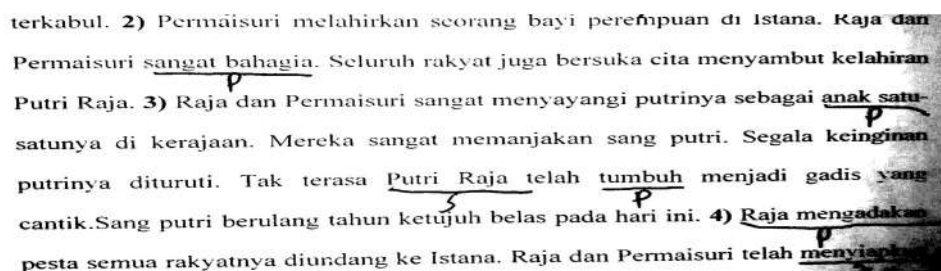 terkabul. 2) Permaisuri melahirkan seorang bayi perempuan di Istana. Raja dan
Permaisuri sangat bahagia. Seluruh rakyat juga bersuka cita menyambut kelahiran
P
Putri Raja. 3) Raja dan Permaisuri sangat menyayangi putrinya sebagai anak satu-
P
satunya di kerajaan. Mereka sangat memanjakan sang putri. Segala keinginan
putrinya dituruti. Tak terasa Putri Raja telah tumbuh menjadi gadis yang
S P
cantik.Sang putri berulang tahun ketujuh belas pada hari ini. 4) Raja mengadakan
P
pesta semua rakyatnya diundang ke Istana. Raja dan Permaisuri telah